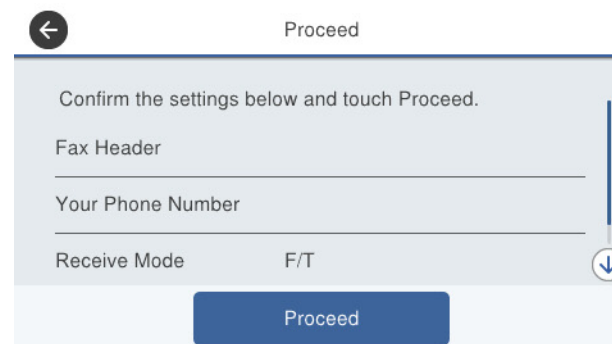 Proceed
Confirm the settings below and touch Proceed.
Fax Header
Your Phone Number
Receive Mode F/T
Proceed